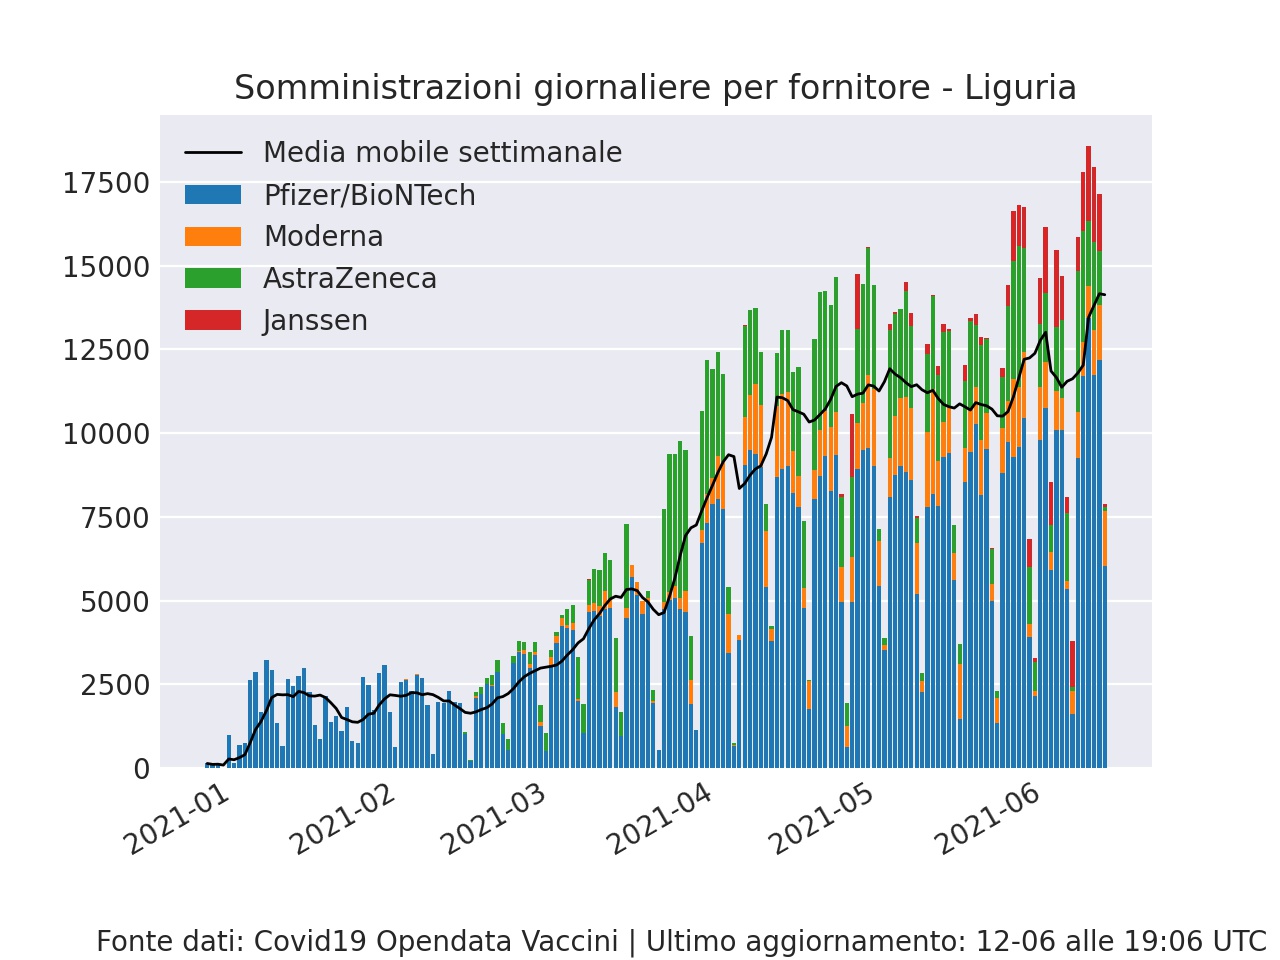 Somministrazioni giornaliere per fornitore - Liguria
Media mobile settimanale
Pfizer/BioNTech
Moderna
AstraZeneca
Janssen
17500
15000
12500
10000
7500
5000
2500
0
2021-01
2021-02
2021-03
2021-04
2021-05
2021-06
Fonte dati: Covid19 Opendata Vaccini | Ultimo aggiornamento: 12-06 alle 19:06 UTC